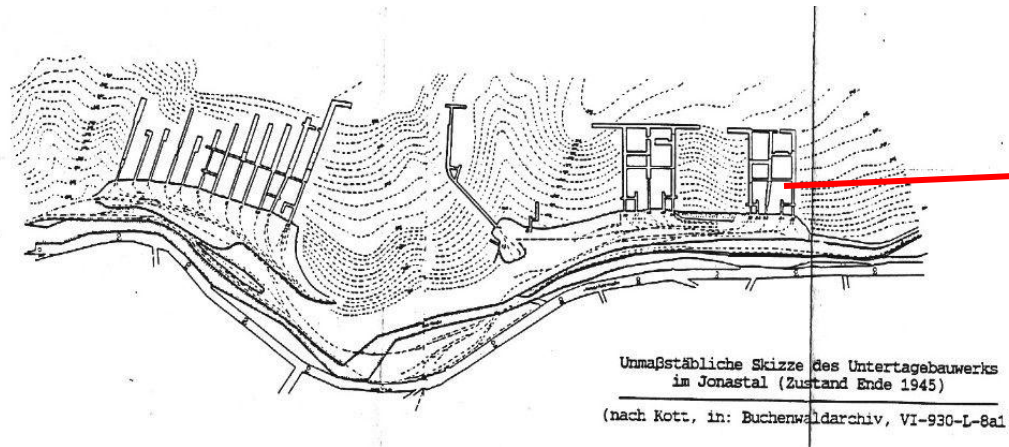 Unmaßstäbliche Skizze des Untertagebauwerks
im Jonastal (Zustand Ende 1945)
(nach Kott, in: Buchenwaldarchiv, VI-930-L-8a1